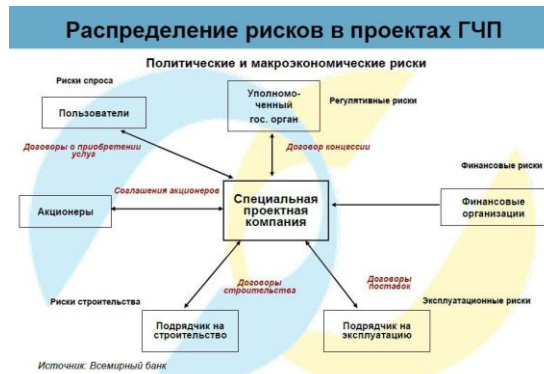 Распределение рисков в проектах ГЧП
Политические и макроэкономические риски
Риски спроса
Пользователи
Уполномо-
ченный
гос. орган
Регулятивные риски
Договоры о приобретении
услуг
Договор концессии
Финансовые риски
Соглашения акционеров
Акционеры
Специальная
проектная
компания
Финансовые
организации
Договоры
строительства
Договоры
поставок
Риски строительства
Эксплуатационные риски
Подрядчик на
строительство
Подрядчик на
эксплуатацию
Источник: Всемирный банк